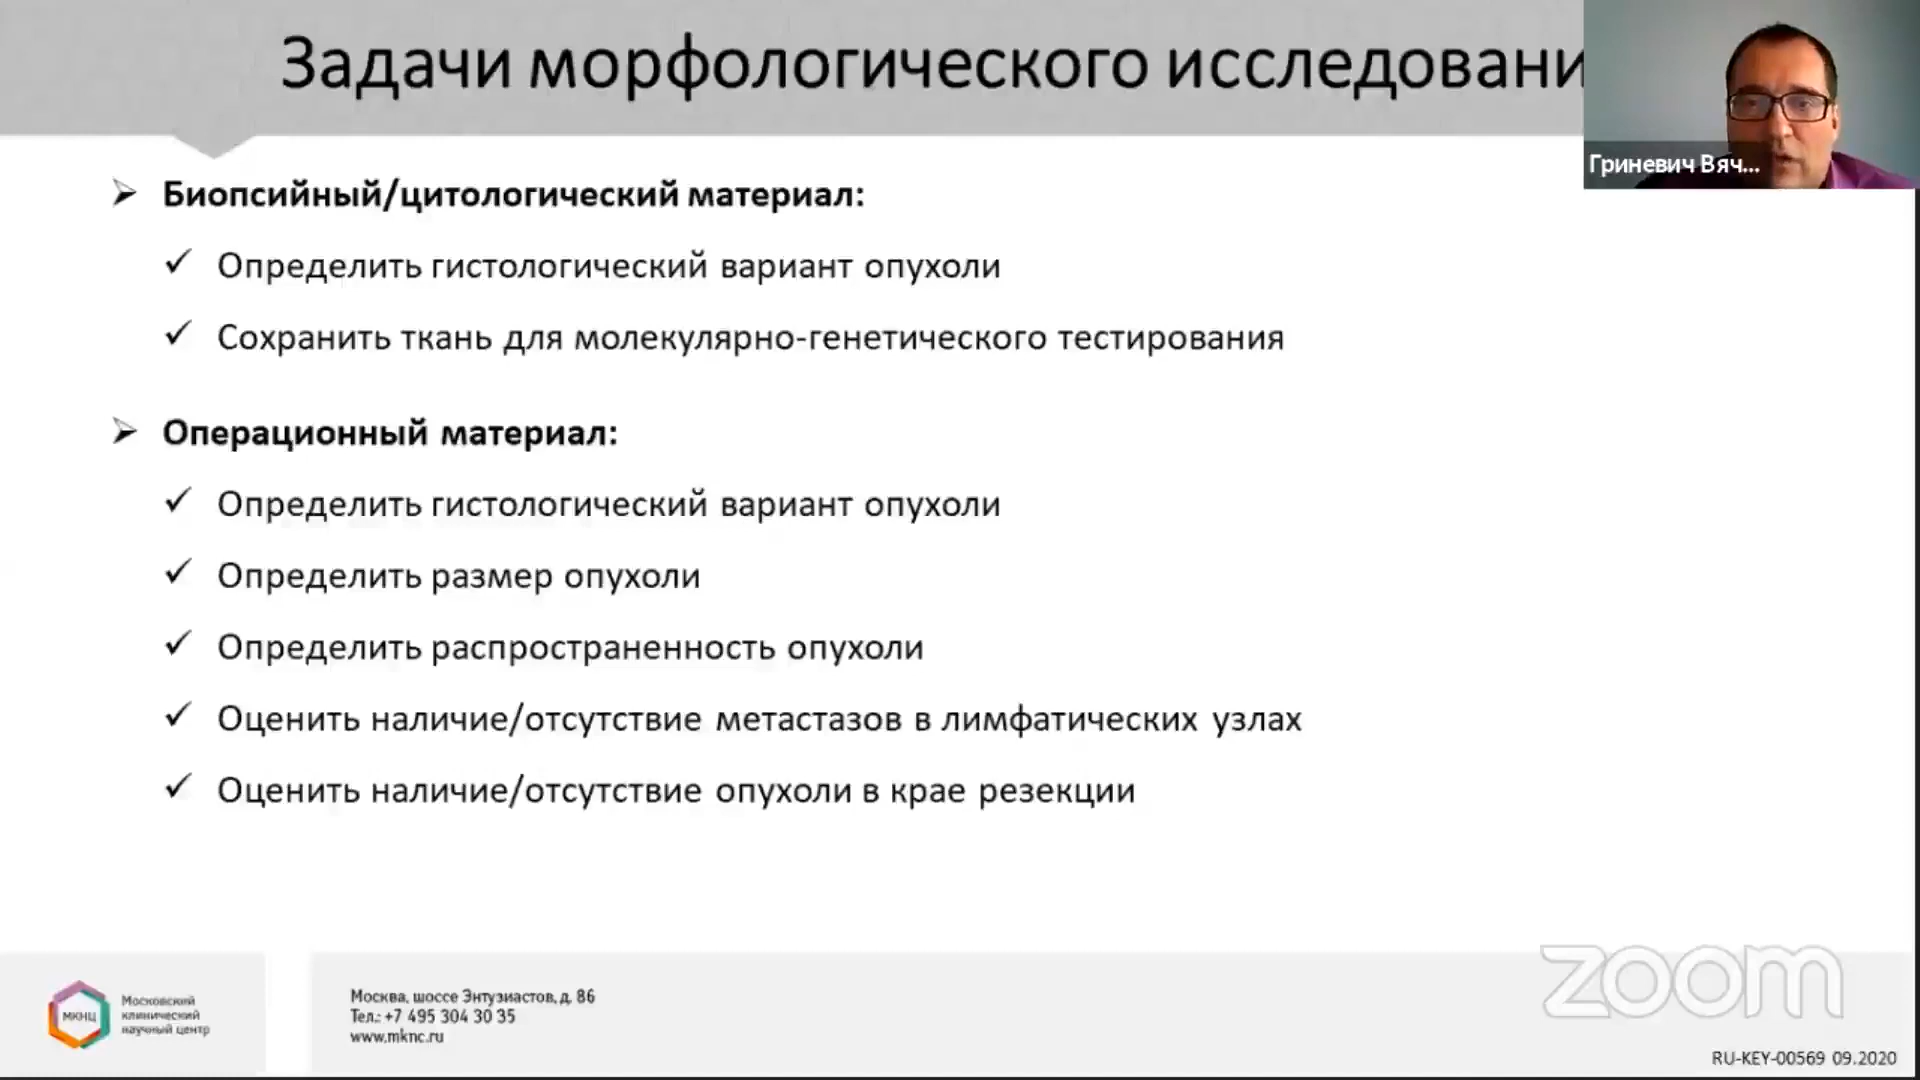 Задачи морфологического исследовани
Гриневич Вяч...
Биопсийный/цитологический материал:
Определить гистологический вариант опухоли
Сохранить ткань для молекулярно-генетического тестирования
Операционный материал:
Определить гистологический вариант опухоли
Определить размер опухоли
Определить распространенность опухоли
Оценить наличие/отсутствие метастазов в лимфатических узлах
Оценить наличие/отсутствие опухоли в крае резекции
МКНЦ
Московский
клинический
научный центр
Москва, шоссе Энтузиастов, д. 86
Тел.: +7 495 304 30 35
www.mknc.ru
zoom
RU-KEY-00569 09.2020